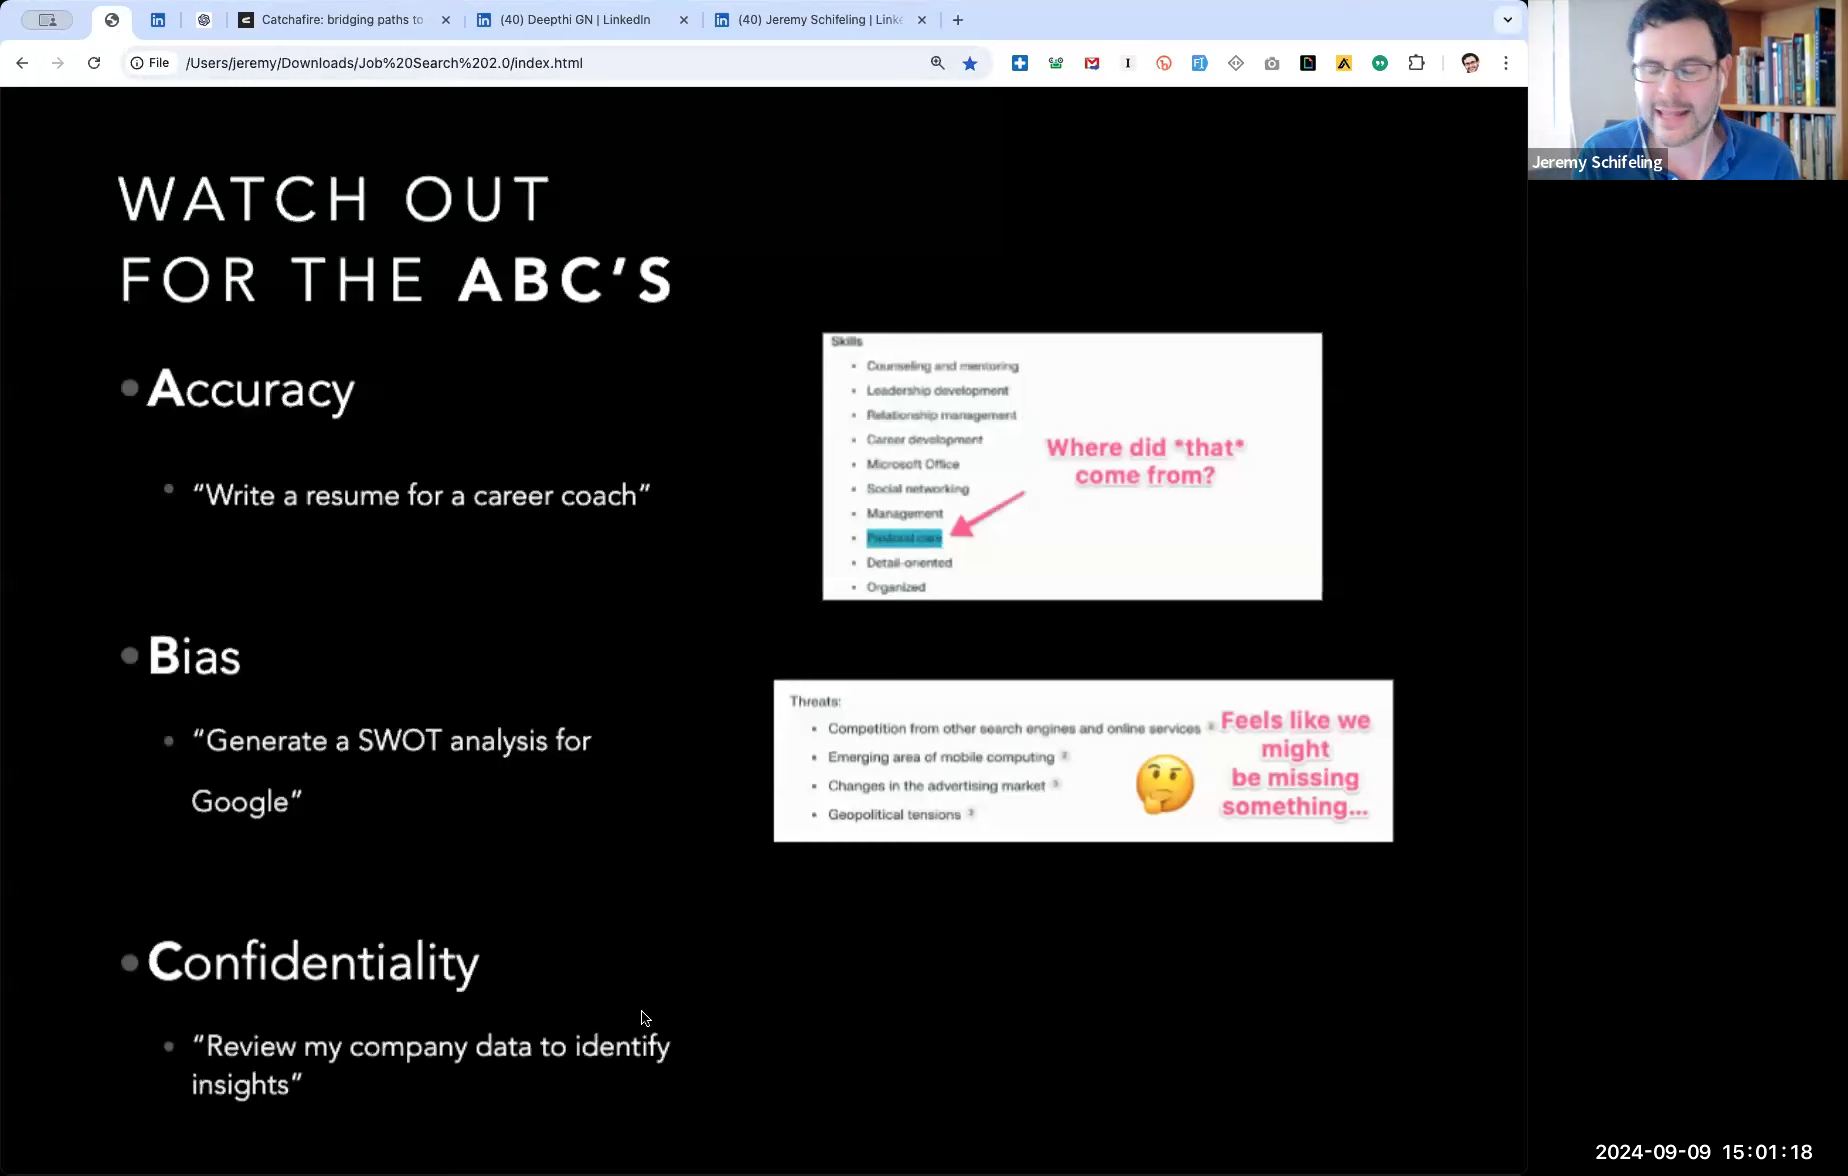 Catchafire: bridging paths to
(40) Deepthi GN | LinkedIn
(40) Jeremy Schifeling | Linke
File
/Users/jeremy/Downloads/Job%20Search%202.0/index.html
Jeremy Schifeling
WATCH OUT
FOR THE ABC’S
Accuracy
“Write a resume for a career coach”
Skills
Counseling and mentoring
Leadership development
Relationship management
Career development
Microsoft Office
Social networking
Management
Detail-oriented
Organized
Where did *that*
come from?
Bias
“Generate a SWOT analysis for
Google”
Threats:
Competition from other search engines and online services
Emerging area of mobile computing
Changes in the advertising market
Geopolitical tensions
Feels like we
might
be missing
something...
Confidentiality
“Review my company data to identify
insights”
2024-09-09 15:01:18